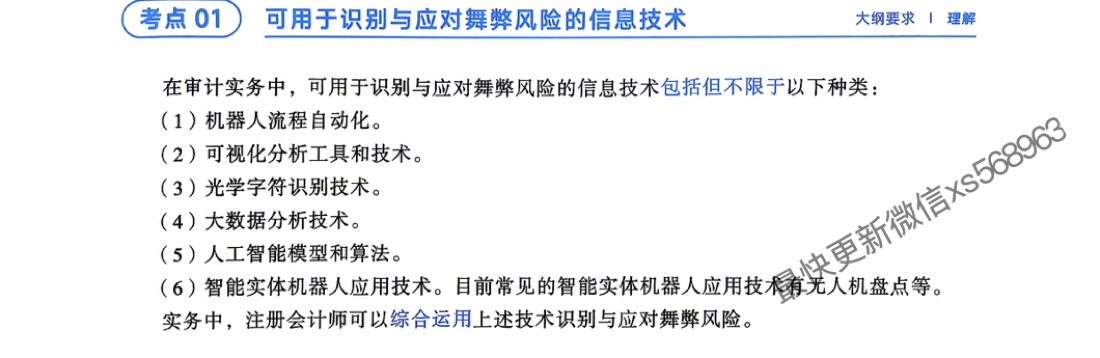 考点 01 可用于识别与应对舞弊风险的信息技术 大纲要求 | 理解
在审计实务中，可用于识别与应对舞弊风险的信息技术包括但不限于以下种类：
（1）机器人流程自动化。
（2）可视化分析工具和技术。
（3）光学字符识别技术。
（4）大数据分析技术。
（5）人工智能模型和算法。
（6）智能实体机器人应用技术。目前常见的智能实体机器人应用技术有无人机盘点等。
实务中，注册会计师可以综合运用上述技术识别与应对舞弊风险。
最快更新微信xs568963